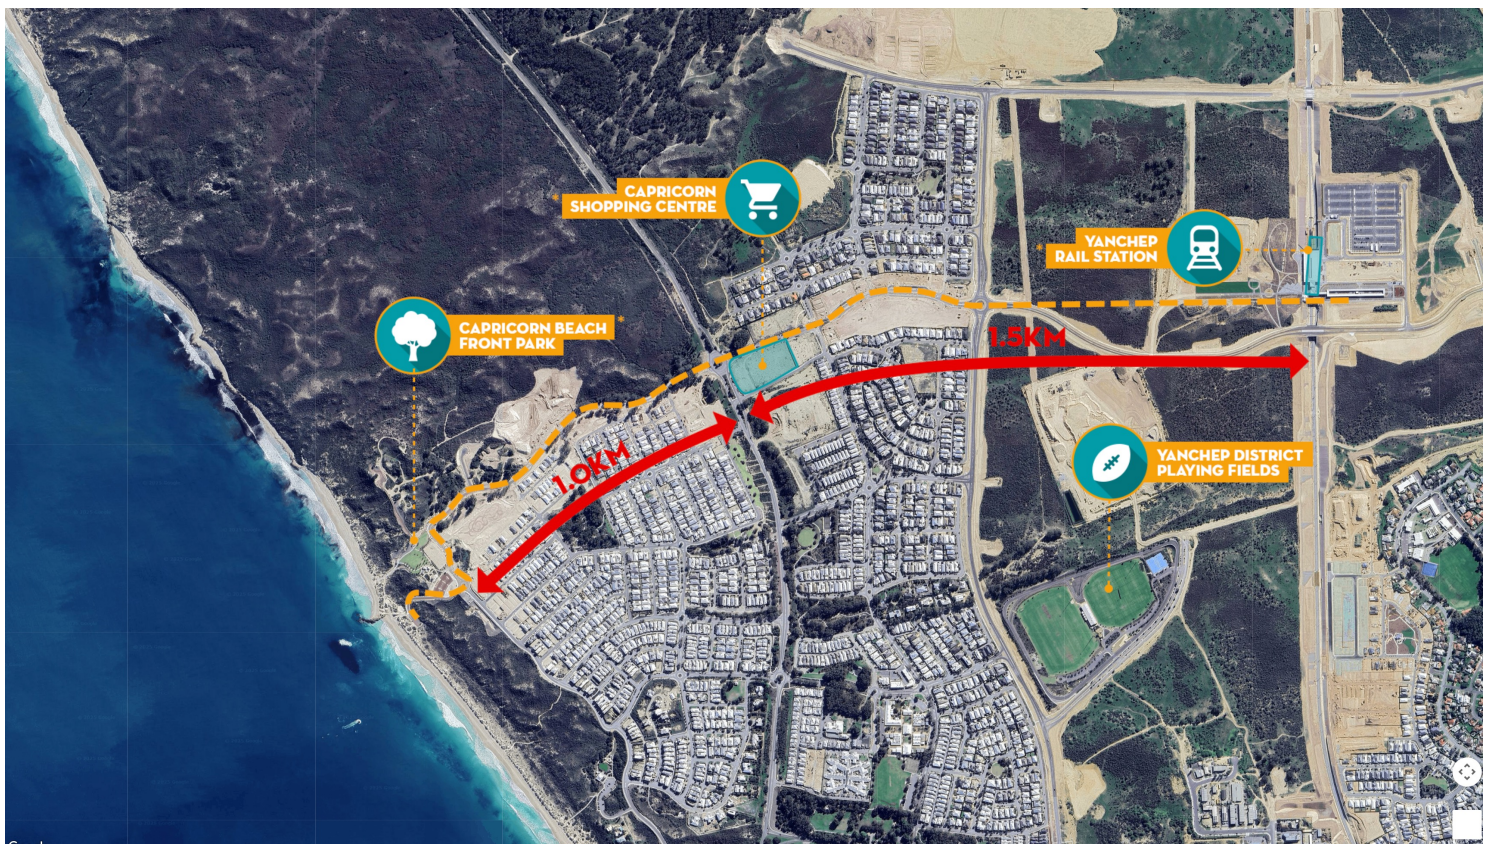 CAPRICORN
* SHOPPING CENTRE
YANCHEP
* RAIL STATION
CAPRICORN BEACH *
FRONT PARK
1.5KM
1.0KM
YANCHEP DISTRICT
PLAYING FIELDS